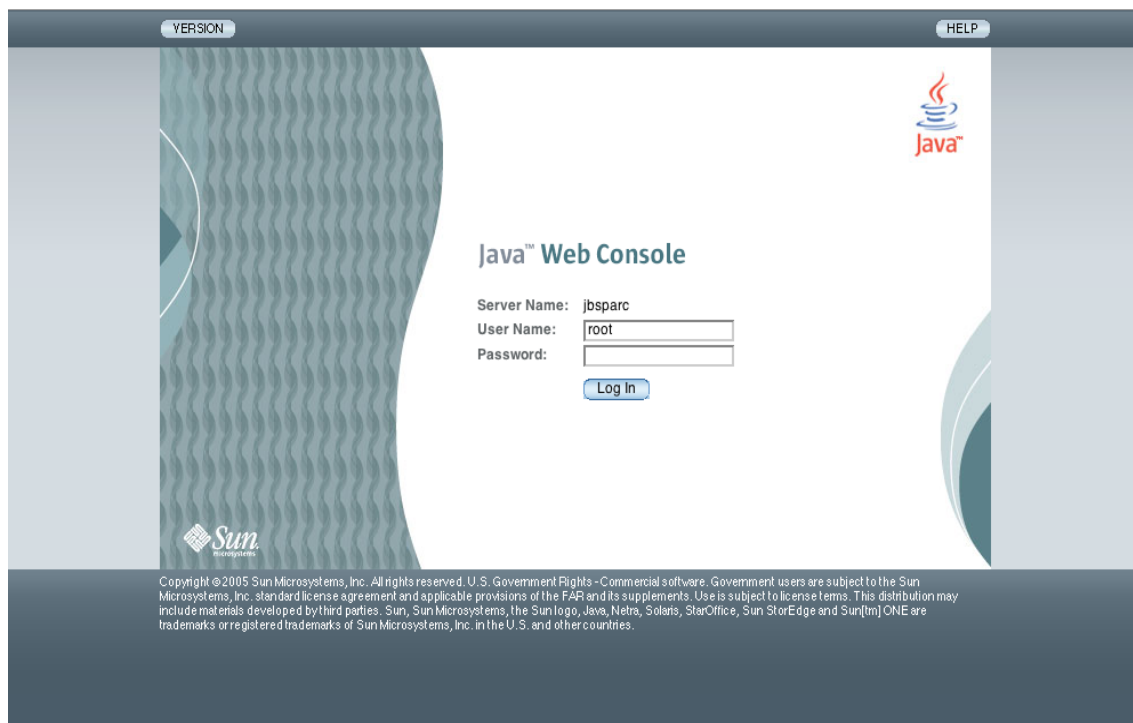 VERSION
HELP
Java™
Java™ Web Console
Server Name: jbsparc
User Name: root
Password:
Log In
Sun
microsystems
Copyright ©2005 Sun Microsystems, Inc. All rights reserved. U.S. Government Rights - Commercial software. Government users are subject to the Sun
Microsystems, Inc. standard license agreement and applicable provisions of the FAR and its supplements. Use is subject to license terms. This distribution may
include materials developed by third parties. Sun, Sun Microsystems, the Sun logo, Java, Netra, Solaris, StarOffice, Sun StorEdge and Sun[tm] ONE are
trademarks or registered trademarks of Sun Microsystems, Inc. in the U.S. and other countries.